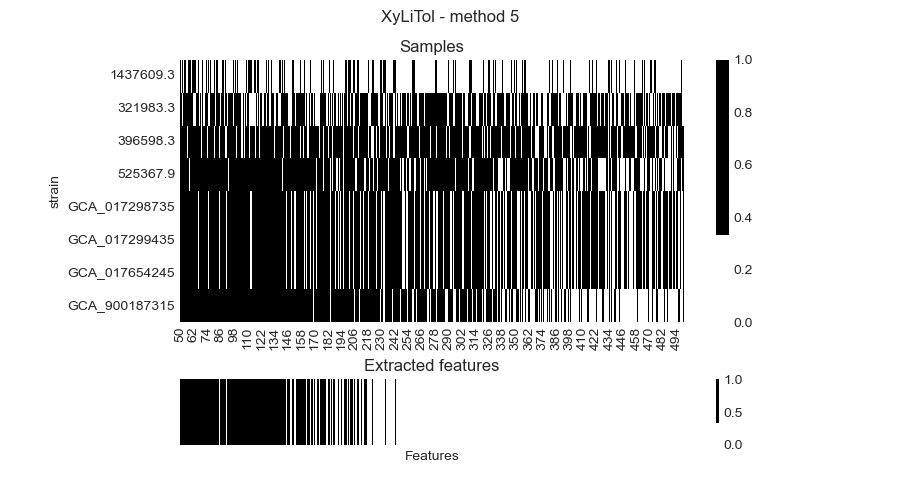 XyLiTol - method 5
Samples
strain
1437609.3
321983.3
396598.3
525367.9
GCA_017298735
GCA_017299435
GCA_017654245
GCA_900187315
1.0
0.8
0.6
0.4
0.2
0.0
50 62 74 86 98 110 122 134 146 158 170 182 194 206 218 230 242 254 266 278 290 302 314 326 338 350 362 374 386 398 410 422 434 446 458 470 482 494
Extracted features
1.0
0.5
0.0
Features